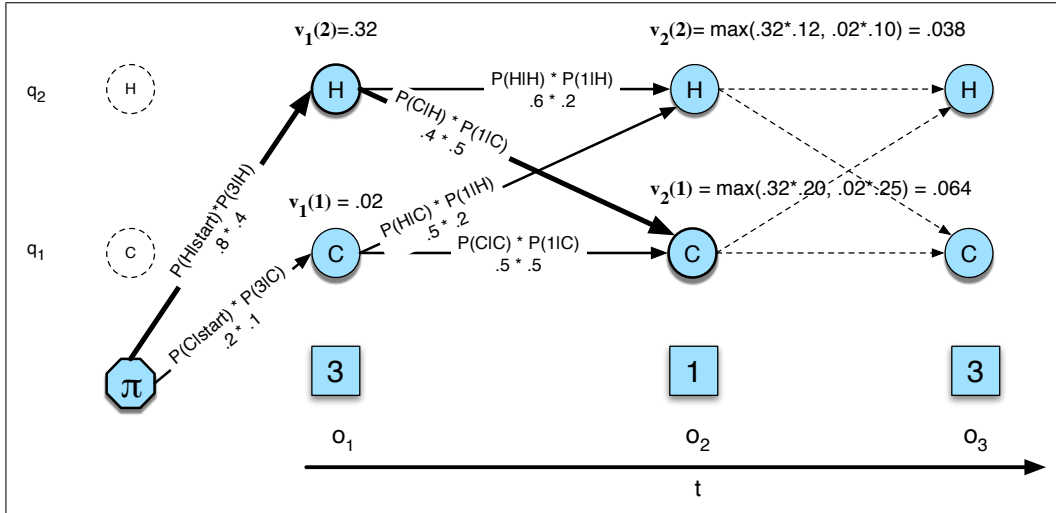 v1(2)=.32
v2(2)= max(.32*.12, .02*.10) = .038
q2
H
H
P(H|H) * P(1|H)
.6 * .2
H
H
P(C|H) * P(1|C)
.4 * .5
P(H|start)*P(3|H)
.8 * .4
v1(1) = .02
v2(1) = max(.32*.20, .02*.25) = .064
P(H|C) * P(1|H)
.5 * .2
q1
C
C
P(C|C) * P(1|C)
.5 * .5
C
C
P(C|start) * P(3|C)
.2 * .1
π
3
1
3
o1
o2
o3
t